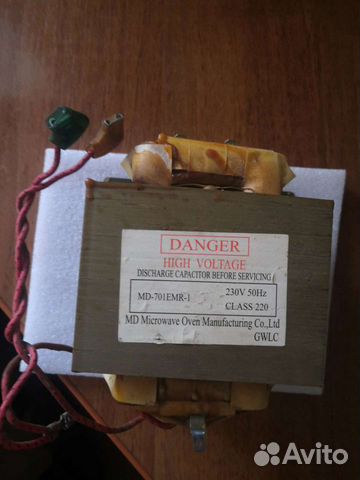 DANGER
HIGH VOLTAGE
DISCHARGE CAPACITOR BEFORE SERVICING
MD-701EMR-1 230V 50Hz
CLASS 220
MD Microwave Oven Manufacturing Co.,Ltd
GWLC
Avito